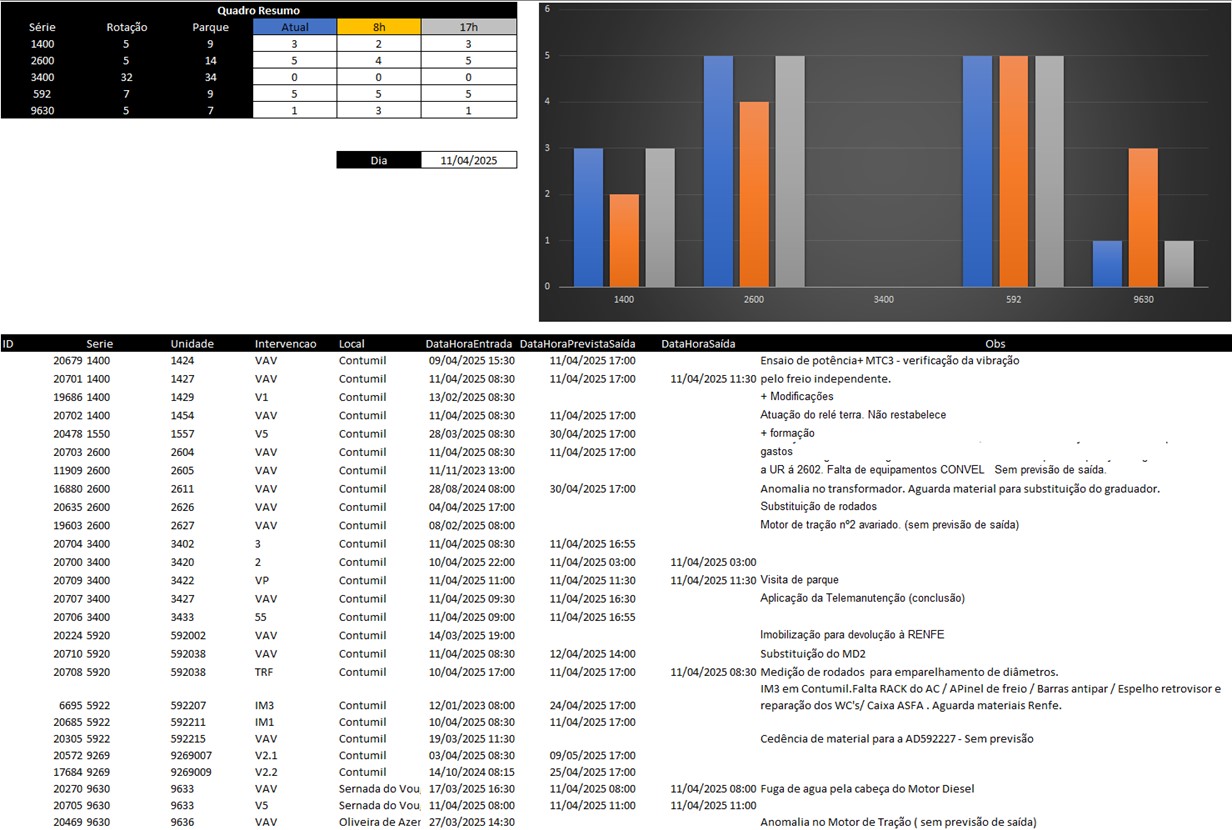 Quadro Resumo
Série Rotação Parque Atual 8h 17h
1400 5 9 3 2 3
2600 5 14 5 4 5
3400 32 34 0 0 0
592 7 9 5 5 5
9630 5 7 1 3 1
Dia 11/04/2025
6
5
4
3
2
1
0
1400 2600 3400 592 9630
ID Serie Unidade Intervencao Local DataHoraEntrada DataHoraPrevistaSaída DataHoraSaída Obs
20679 1400 1424 VAV Contumil 09/04/2025 15:30 11/04/2025 17:00 Ensaio de potência+ MTC3 - verificação da vibração
20701 1400 1427 VAV Contumil 11/04/2025 08:30 11/04/2025 17:00 11/04/2025 11:30 pelo freio independente.
19686 1400 1429 V1 Contumil 13/02/2025 08:30 + Modificações
20702 1400 1454 VAV Contumil 11/04/2025 08:30 11/04/2025 17:00 Atuação do relé terra. Não restabelece
20478 1550 1557 V5 Contumil 28/03/2025 08:30 30/04/2025 17:00 + formação
20703 2600 2604 VAV Contumil 11/04/2025 08:30 11/04/2025 17:00 gastos
11909 2600 2605 VAV Contumil 11/11/2023 13:00 a UR á 2602. Falta de equipamentos CONVEL Sem previsão de saída.
16880 2600 2611 VAV Contumil 28/08/2024 08:00 30/04/2025 17:00 Anomalia no transformador. Aguarda material para substituição do graduador.
20635 2600 2626 VAV Contumil 04/04/2025 17:00 Substituição de rodados
19603 2600 2627 VAV Contumil 08/02/2025 08:00 Motor de tração nº2 avariado. (sem previsão de saída)
20704 3400 3402 3 Contumil 11/04/2025 08:30 11/04/2025 16:55
20700 3400 3420 2 Contumil 10/04/2025 22:00 11/04/2025 03:00 11/04/2025 03:00
20709 3400 3422 VP Contumil 11/04/2025 11:00 11/04/2025 11:30 11/04/2025 11:30 Visita de parque
20707 3400 3427 VAV Contumil 11/04/2025 09:30 11/04/2025 16:30 Aplicação da Telemanutenção (conclusão)
20706 3400 3433 55 Contumil 11/04/2025 09:00 11/04/2025 16:55
20224 5920 592002 VAV Contumil 14/03/2025 19:00 Imobilização para devolução à RENFE
20710 5920 592038 VAV Contumil 11/04/2025 08:30 12/04/2025 14:00 Substituição do MD2
20708 5920 592038 TRF Contumil 10/04/2025 17:00 11/04/2025 17:00 11/04/2025 08:30 Medição de rodados para emparelhamento de diâmetros.
IM3 em Contumil.Falta RACK do AC / APinel de freio / Barras antipar / Espelho retrovisor e
6695 5922 592207 IM3 Contumil 12/01/2023 08:00 24/04/2025 17:00 reparação dos WC's/ Caixa ASFA . Aguarda materiais Renfe.
20685 5922 592211 IM1 Contumil 10/04/2025 08:30 11/04/2025 17:00
20305 5922 592215 VAV Contumil 19/03/2025 11:30 Cedência de material para a AD592227 - Sem previsão
20572 9269 9269007 V2.1 Contumil 03/04/2025 08:30 09/05/2025 17:00
17684 9269 9269009 V2.2 Contumil 14/10/2024 08:15 25/04/2025 17:00
20270 9630 9633 VAV Sernada do Vou 17/03/2025 16:30 11/04/2025 08:00 11/04/2025 08:00 Fuga de agua pela cabeça do Motor Diesel
20705 9630 9633 V5 Sernada do Vou 11/04/2025 08:00 11/04/2025 11:00 11/04/2025 11:00
20469 9630 9636 VAV Oliveira de Azer 27/03/2025 14:30 Anomalia no Motor de Tração ( sem previsão de saída)